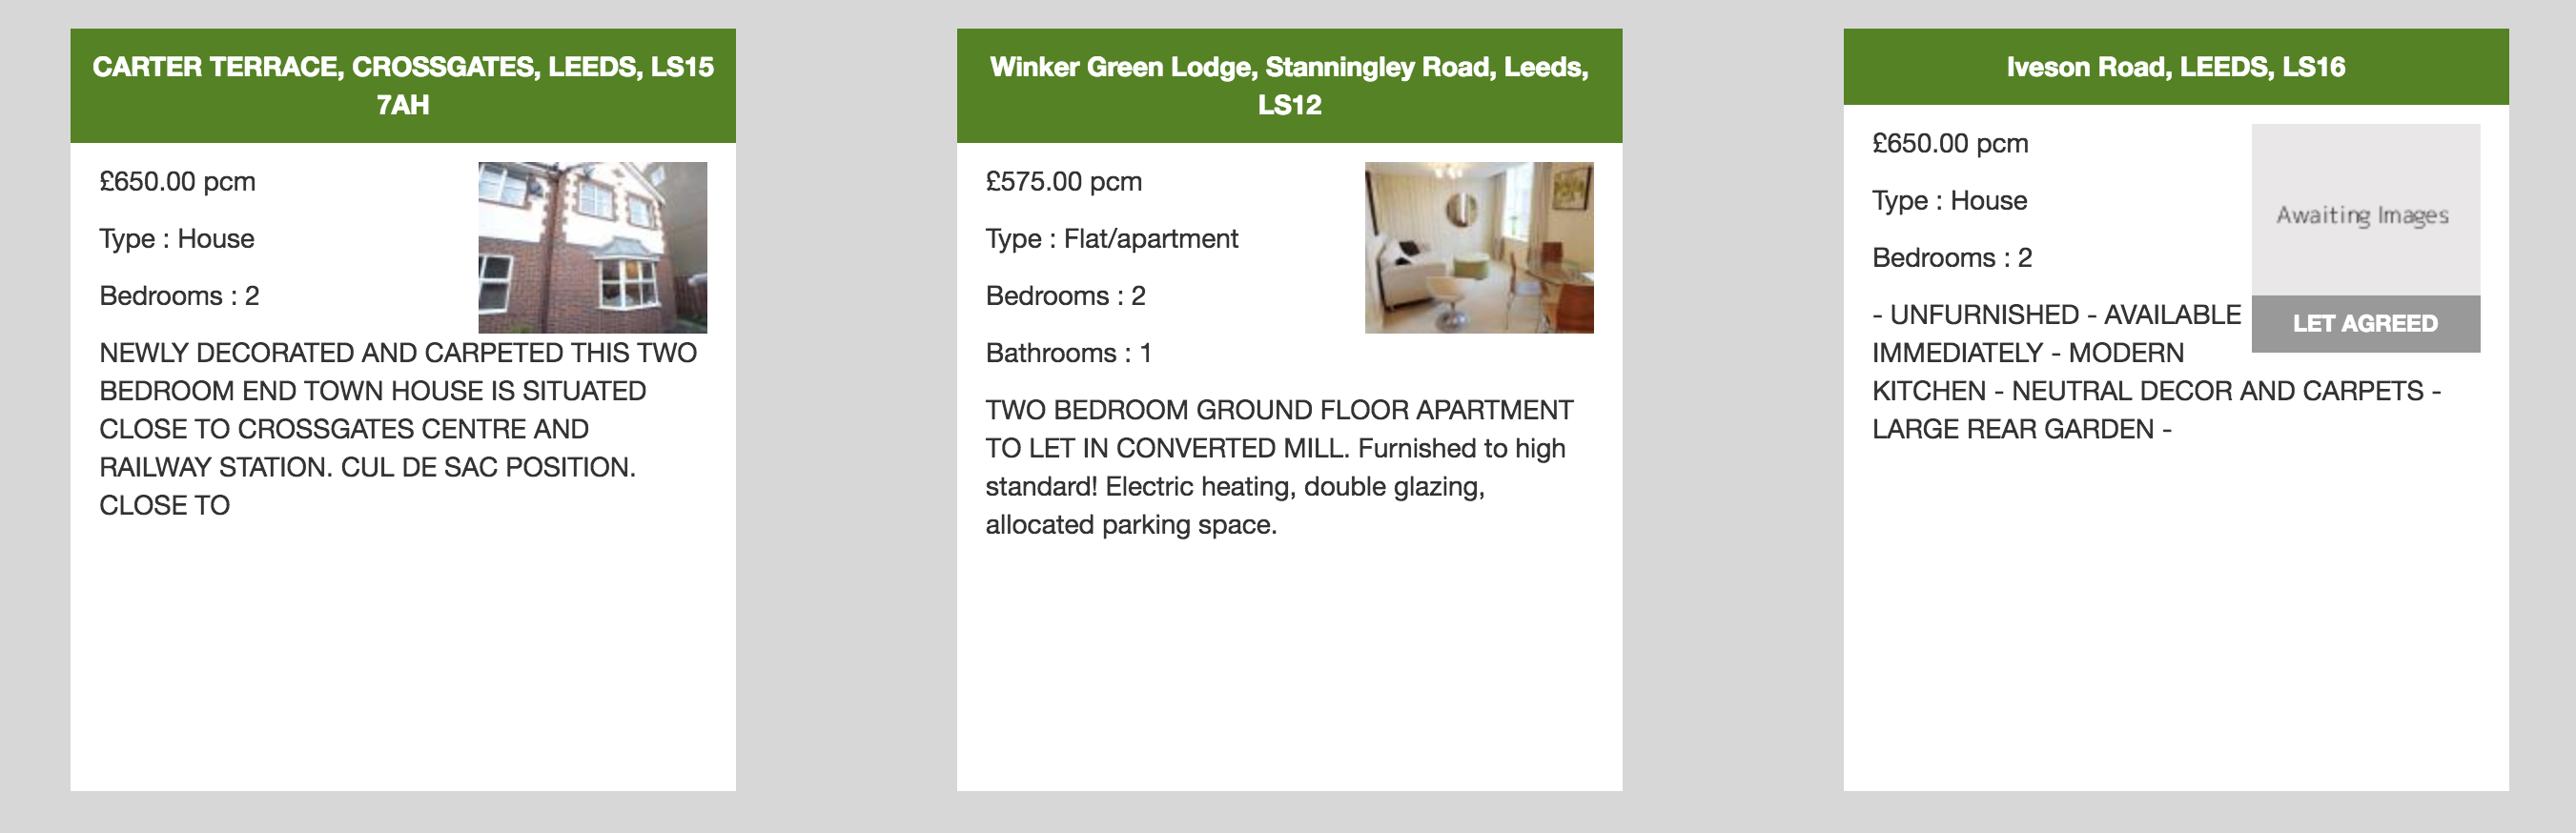 CARTER TERRACE, CROSSGATES, LEEDS, LS15
7AH
£650.00 pcm
Type : House
Bedrooms : 2
NEWLY DECORATED AND CARPETED THIS TWO
BEDROOM END TOWN HOUSE IS SITUATED
CLOSE TO CROSSGATES CENTRE AND
RAILWAY STATION. CUL DE SAC POSITION.
CLOSE TO
Winker Green Lodge, Stanningley Road, Leeds,
LS12
£575.00 pcm
Type : Flat/apartment
Bedrooms : 2
Bathrooms : 1
TWO BEDROOM GROUND FLOOR APARTMENT
TO LET IN CONVERTED MILL. Furnished to high
standard! Electric heating, double glazing,
allocated parking space.
Iveson Road, LEEDS, LS16
£650.00 pcm
Type : House
Bedrooms : 2
Awaiting Images
LET AGREED
- UNFURNISHED - AVAILABLE
IMMEDIATELY - MODERN
KITCHEN - NEUTRAL DECOR AND CARPETS -
LARGE REAR GARDEN -